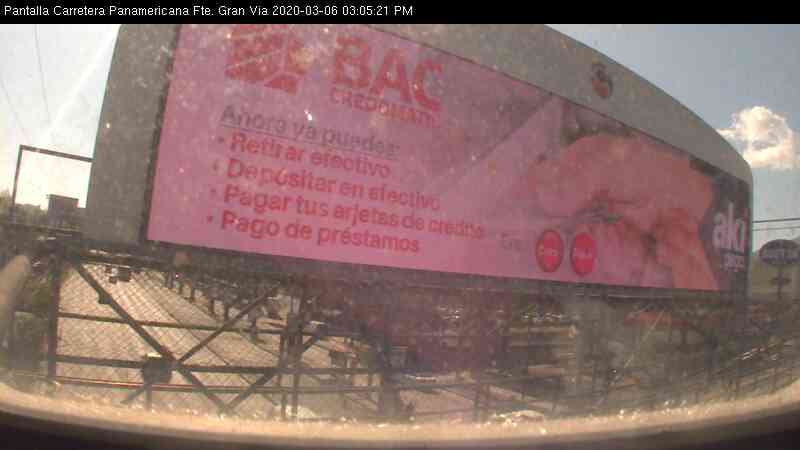 Pantalla Carretera Panamericana Fte. Gran Via 2020-03-06 03:05:21 PM
BAC
CREDOMATIC
Ahora ya puedes:
• Retirar efectivo
• Depositar en efectivo
• Pagar tus arjetas de crédito
• Pago de préstamos
aki